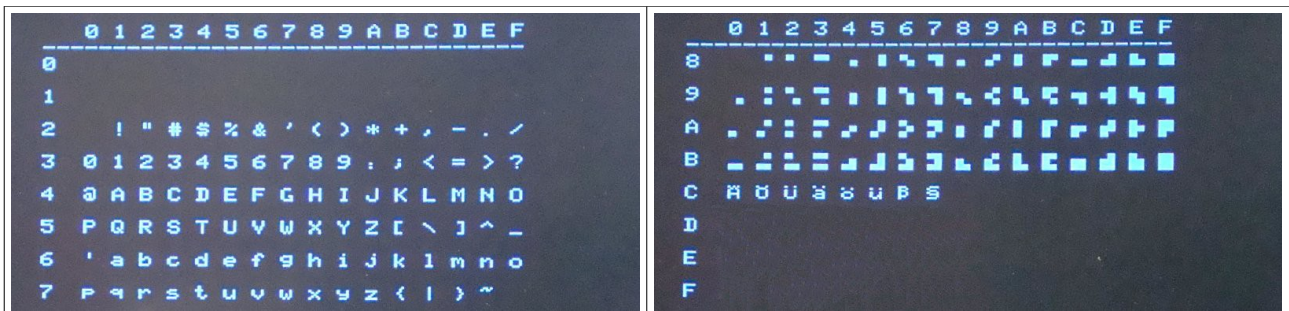 0 1 2 3 4 5 6 7 8 9 A B C D E F
0
1
2 ! " # $ % & ' ( ) * + , - . /
3 0 1 2 3 4 5 6 7 8 9 : ; < = > ?
4 @ A B C D E F G H I J K L M N O
5 P Q R S T U V W X Y Z [ \ ] ^ _
6 ' a b c d e f g h i j k l m n o
7 p q r s t u v w x y z { | } ~
0 1 2 3 4 5 6 7 8 9 A B C D E F
8
9
A
B
C Ä Ö Ü ä ö ü β §
D
E
F